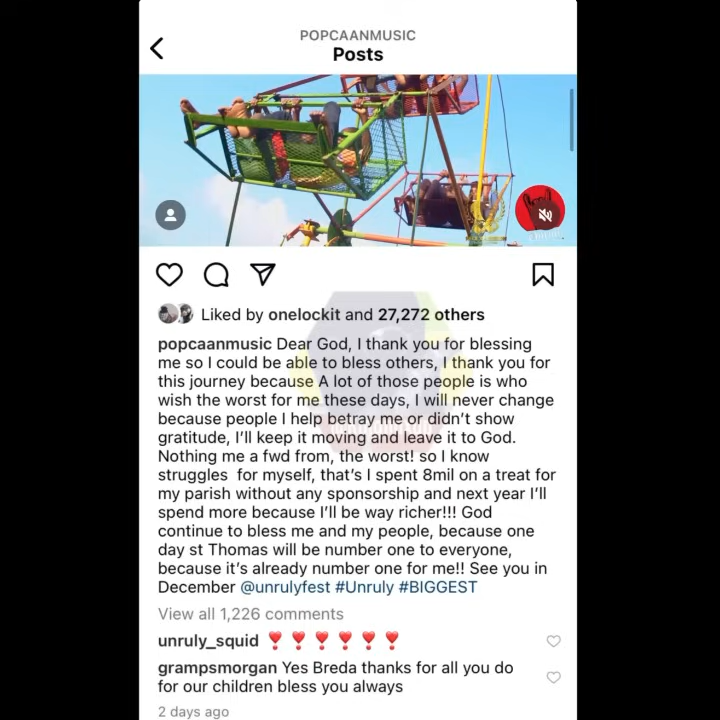 POPCAANMUSIC
Posts
Liked by onelockit and 27,272 others
popcaanmusic Dear God, I thank you for blessing
me so I could be able to bless others, I thank you for
this journey because A lot of those people is who
wish the worst for me these days, I will never change
because people I help betray me or didn't show
gratitude, I'll keep it moving and leave it to God.
Nothing me a fwd from, the worst! so I know
struggles for myself, that's I spent 8mil on a treat for
my parish without any sponsorship and next year I'll
spend more because I'll be way richer!!! God
continue to bless me and my people, because one
day st Thomas will be number one to everyone,
because it's already number one for me!! See you in
December @unrulyfest #Unruly #BIGGEST
View all 1,226 comments
unruly_squid ❣️❣️❣️❣️❣️❣️
grampsmorgan Yes Breda thanks for all you do
for our children bless you always
2 days ago